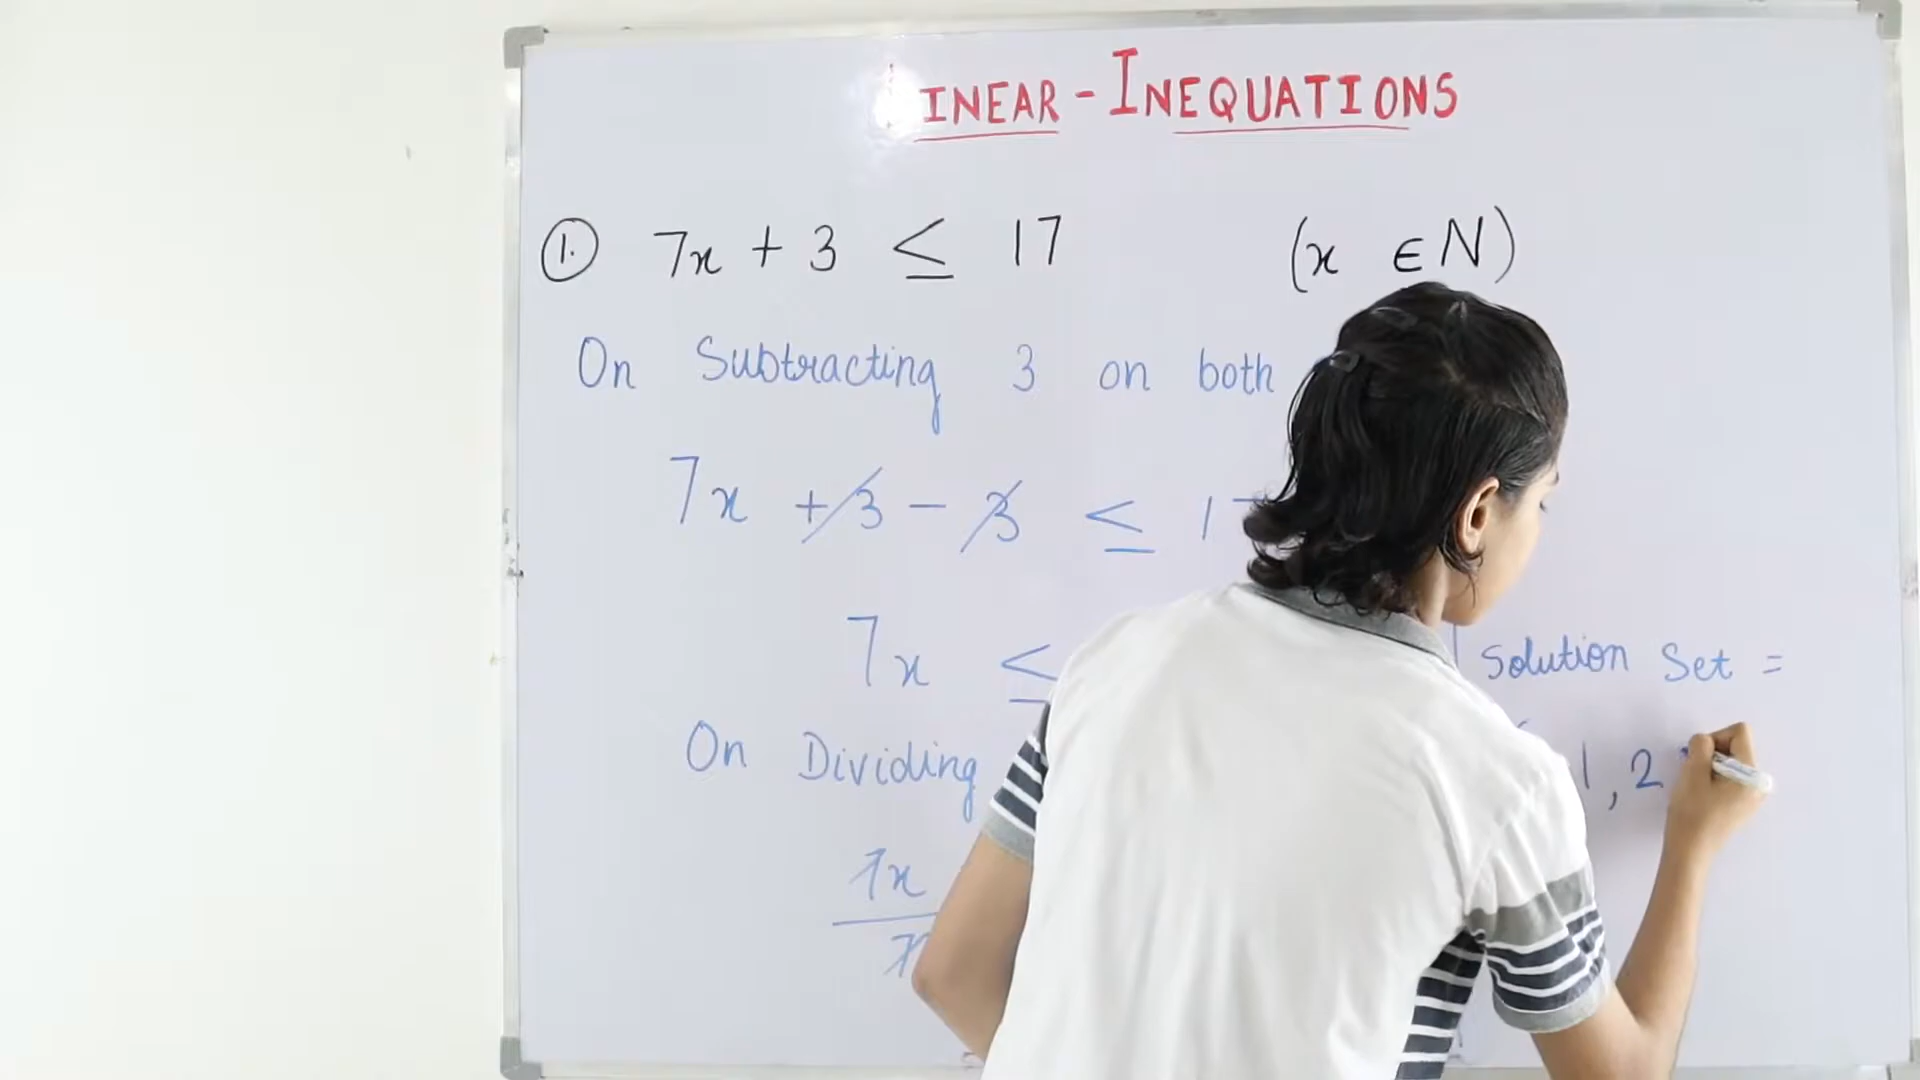 LINEAR - INEQUATIONS
1. 7x + 3 ≤ 17 (x ∈ N)
On Subtracting 3 on both
7x + 3 - 3 ≤ 17
7x ≤
Solution Set =
On Dividing
1, 2
7x